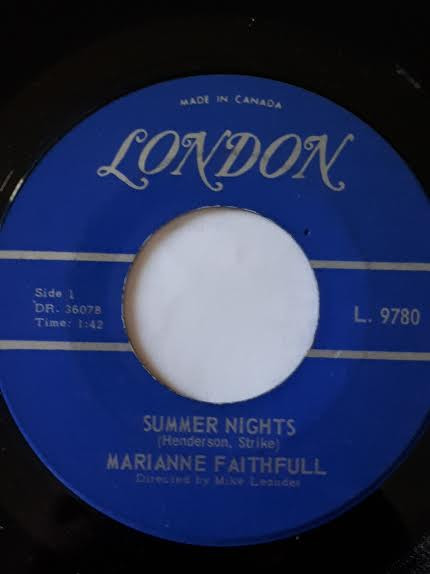 MADE IN CANADA
LONDON
Side 1
DR. 36078
Time: 1:42
L. 9780
SUMMER NIGHTS
(Henderson, Strike)
MARIANNE FAITHFULL
Directed by Mike Leander